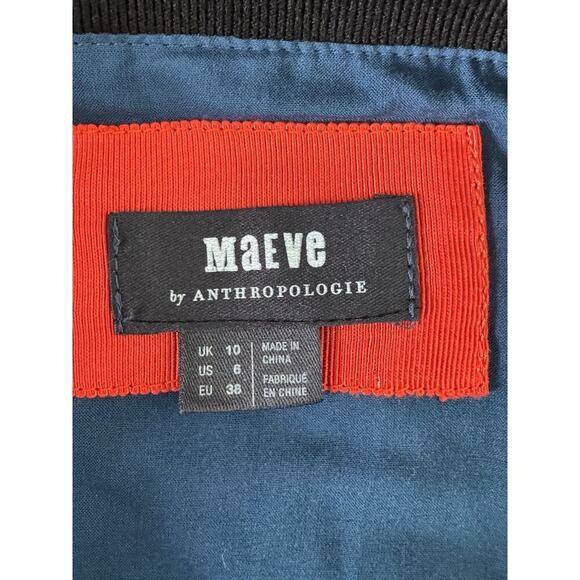 MaEVe
by ANTHROPOLOGIE
UK 10
US 6
EU 38
MADE IN
CHINA
FABRIQUÉ
EN CHINE